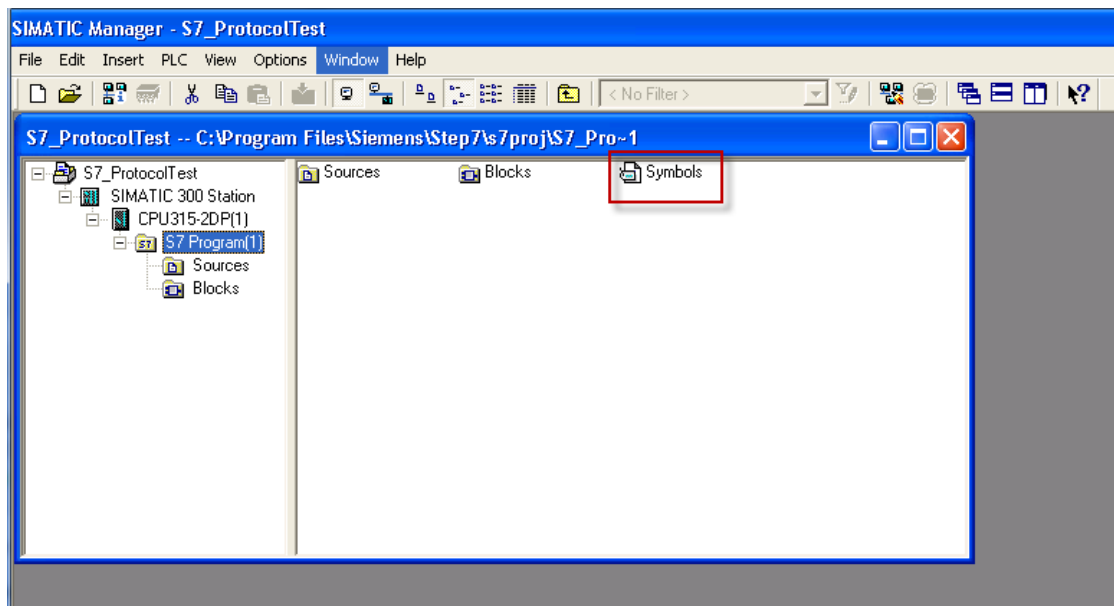 SIMATIC Manager - S7_ProtocolTest
File Edit Insert PLC View Options Window Help
< No Filter >
S7_ProtocolTest -- C:\Program Files\Siemens\Step7\s7proj\S7_Pro~1
S7_ProtocolTest
SIMATIC 300 Station
CPU315-2DP(1)
S7 Program(1)
Sources
Blocks
Sources Blocks Symbols